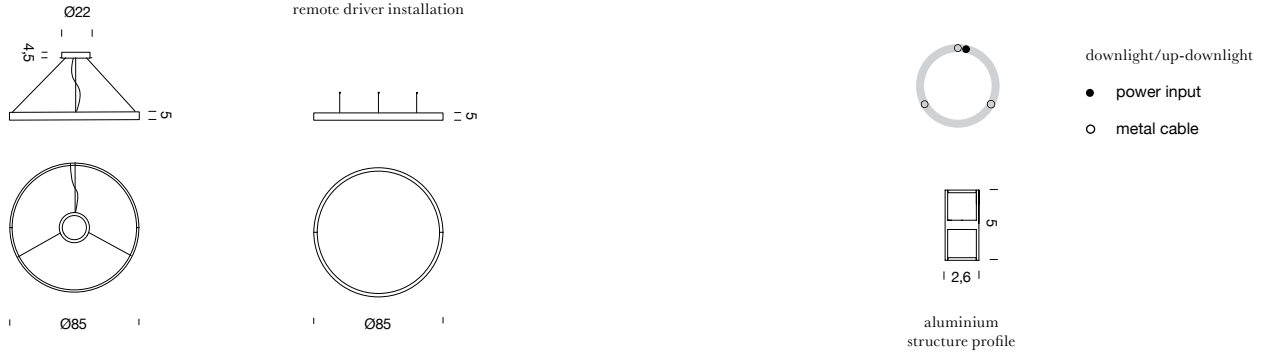 Ø22
4,5
5
Ø85
remote driver installation
5
Ø85
downlight/up-downlight
power input
metal cable
5
2,6
aluminium
structure profile